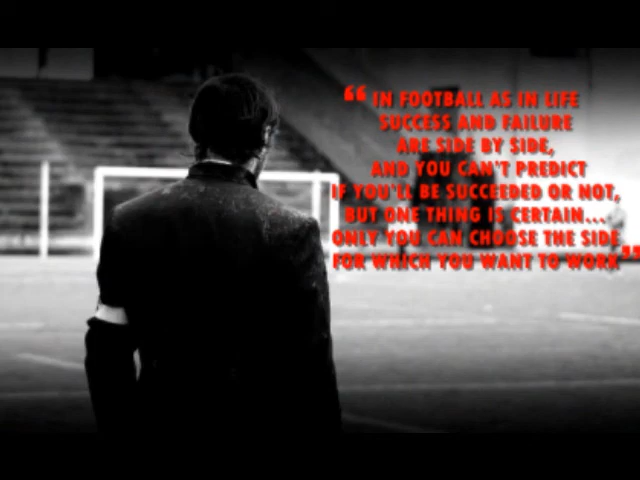 “ IN FOOTBALL AS IN LIFE
SUCCESS AND FAILURE
ARE SIDE BY SIDE,
AND YOU CAN'T PREDICT
IF YOU'LL BE SUCCEEDED OR NOT,
BUT ONE THING IS CERTAIN...
ONLY YOU CAN CHOOSE THE SIDE
FOR WHICH YOU WANT TO WORK ”